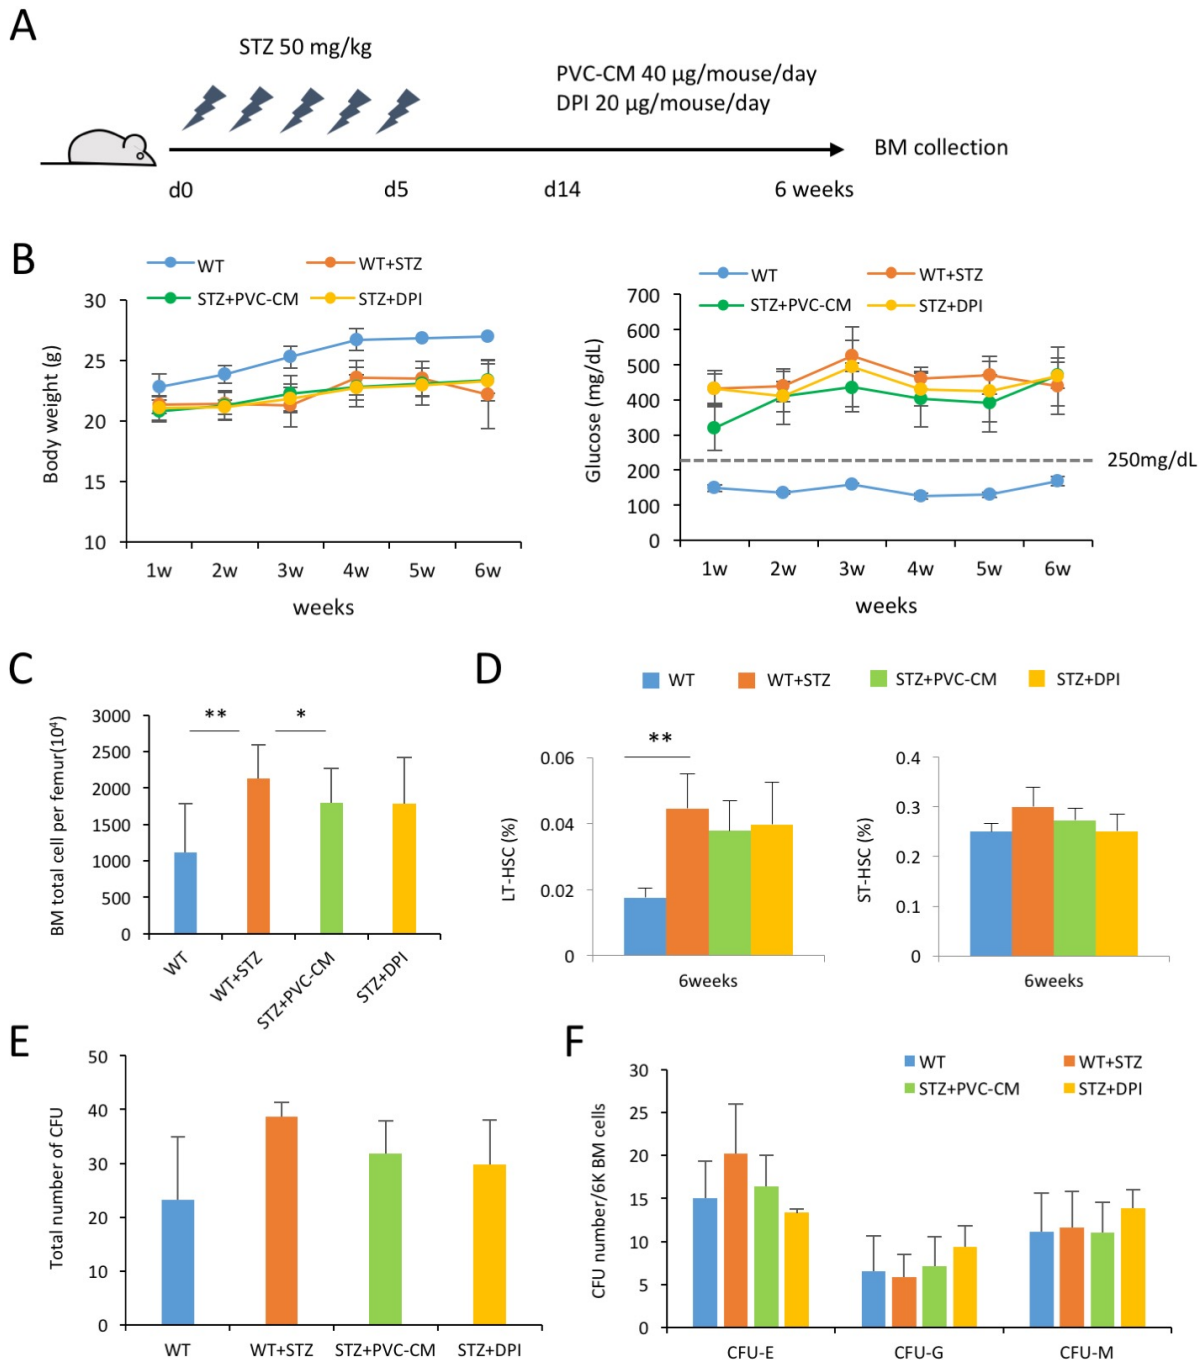 A
STZ 50 mg/kg
PVC-CM 40 µg/mouse/day
DPI 20 µg/mouse/day
BM collection
d0 d5 d14 6 weeks
B
WT WT+STZ
STZ+PVC-CM STZ+DPI
Body weight (g)
30
25
20
15
10
1w 2w 3w 4w 5w 6w
weeks
WT WT+STZ
STZ+PVC-CM STZ+DPI
Glucose (mg/dL)
700
600
500
400
300
200
100
0
250mg/dL
1w 2w 3w 4w 5w 6w
weeks
C
BM total cell per femur(10⁴)
3000
2500
2000
1500
1000
500
0
** *
WT WT+STZ STZ+PVC-CM STZ+DPI
D
WT WT+STZ STZ+PVC-CM STZ+DPI
LT-HSC (%)
0.06
0.04
0.02
0
**
6weeks
ST-HSC (%)
0.4
0.3
0.2
0.1
0
6weeks
E
Total number of CFU
50
40
30
20
10
0
WT WT+STZ STZ+PVC-CM STZ+DPI
F
WT WT+STZ
STZ+PVC-CM STZ+DPI
CFU number/6K BM cells
30
25
20
15
10
5
0
CFU-E CFU-G CFU-M